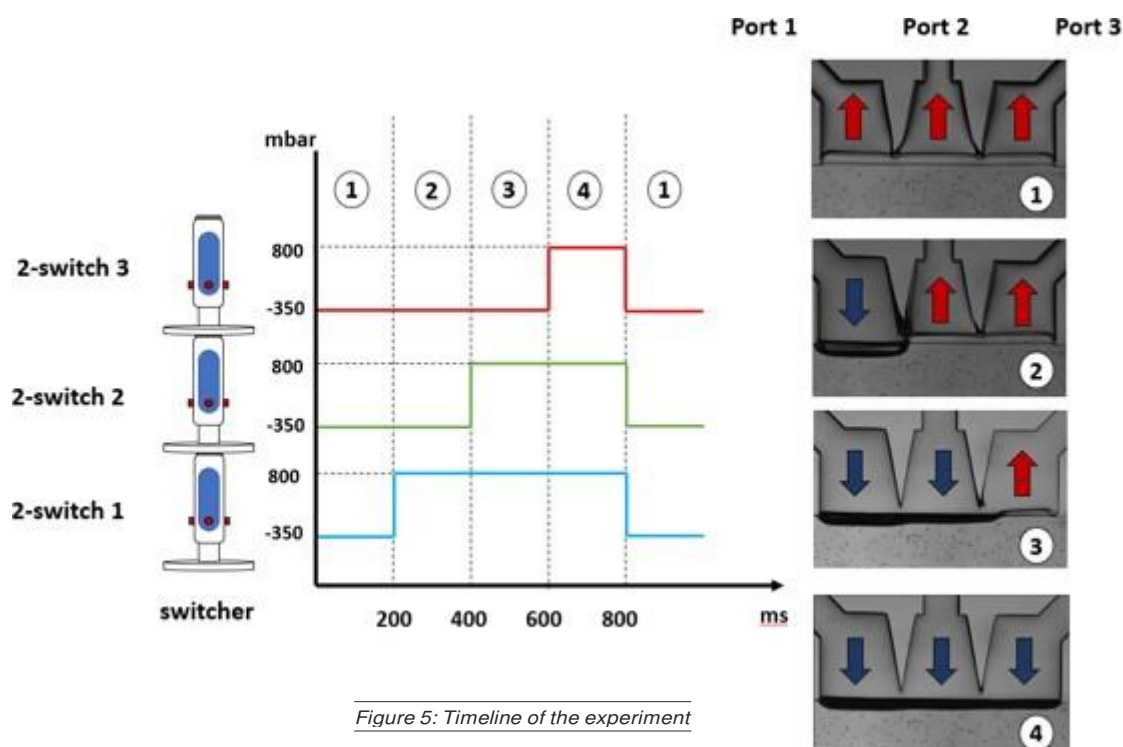 Port 1 Port 2 Port 3
mbar
1 2 3 4 1
2-switch 3
800
-350
2-switch 2
800
-350
2-switch 1
800
-350
switcher
200 400 600 800 ms
1
2
3
4
Figure 5: Timeline of the experiment